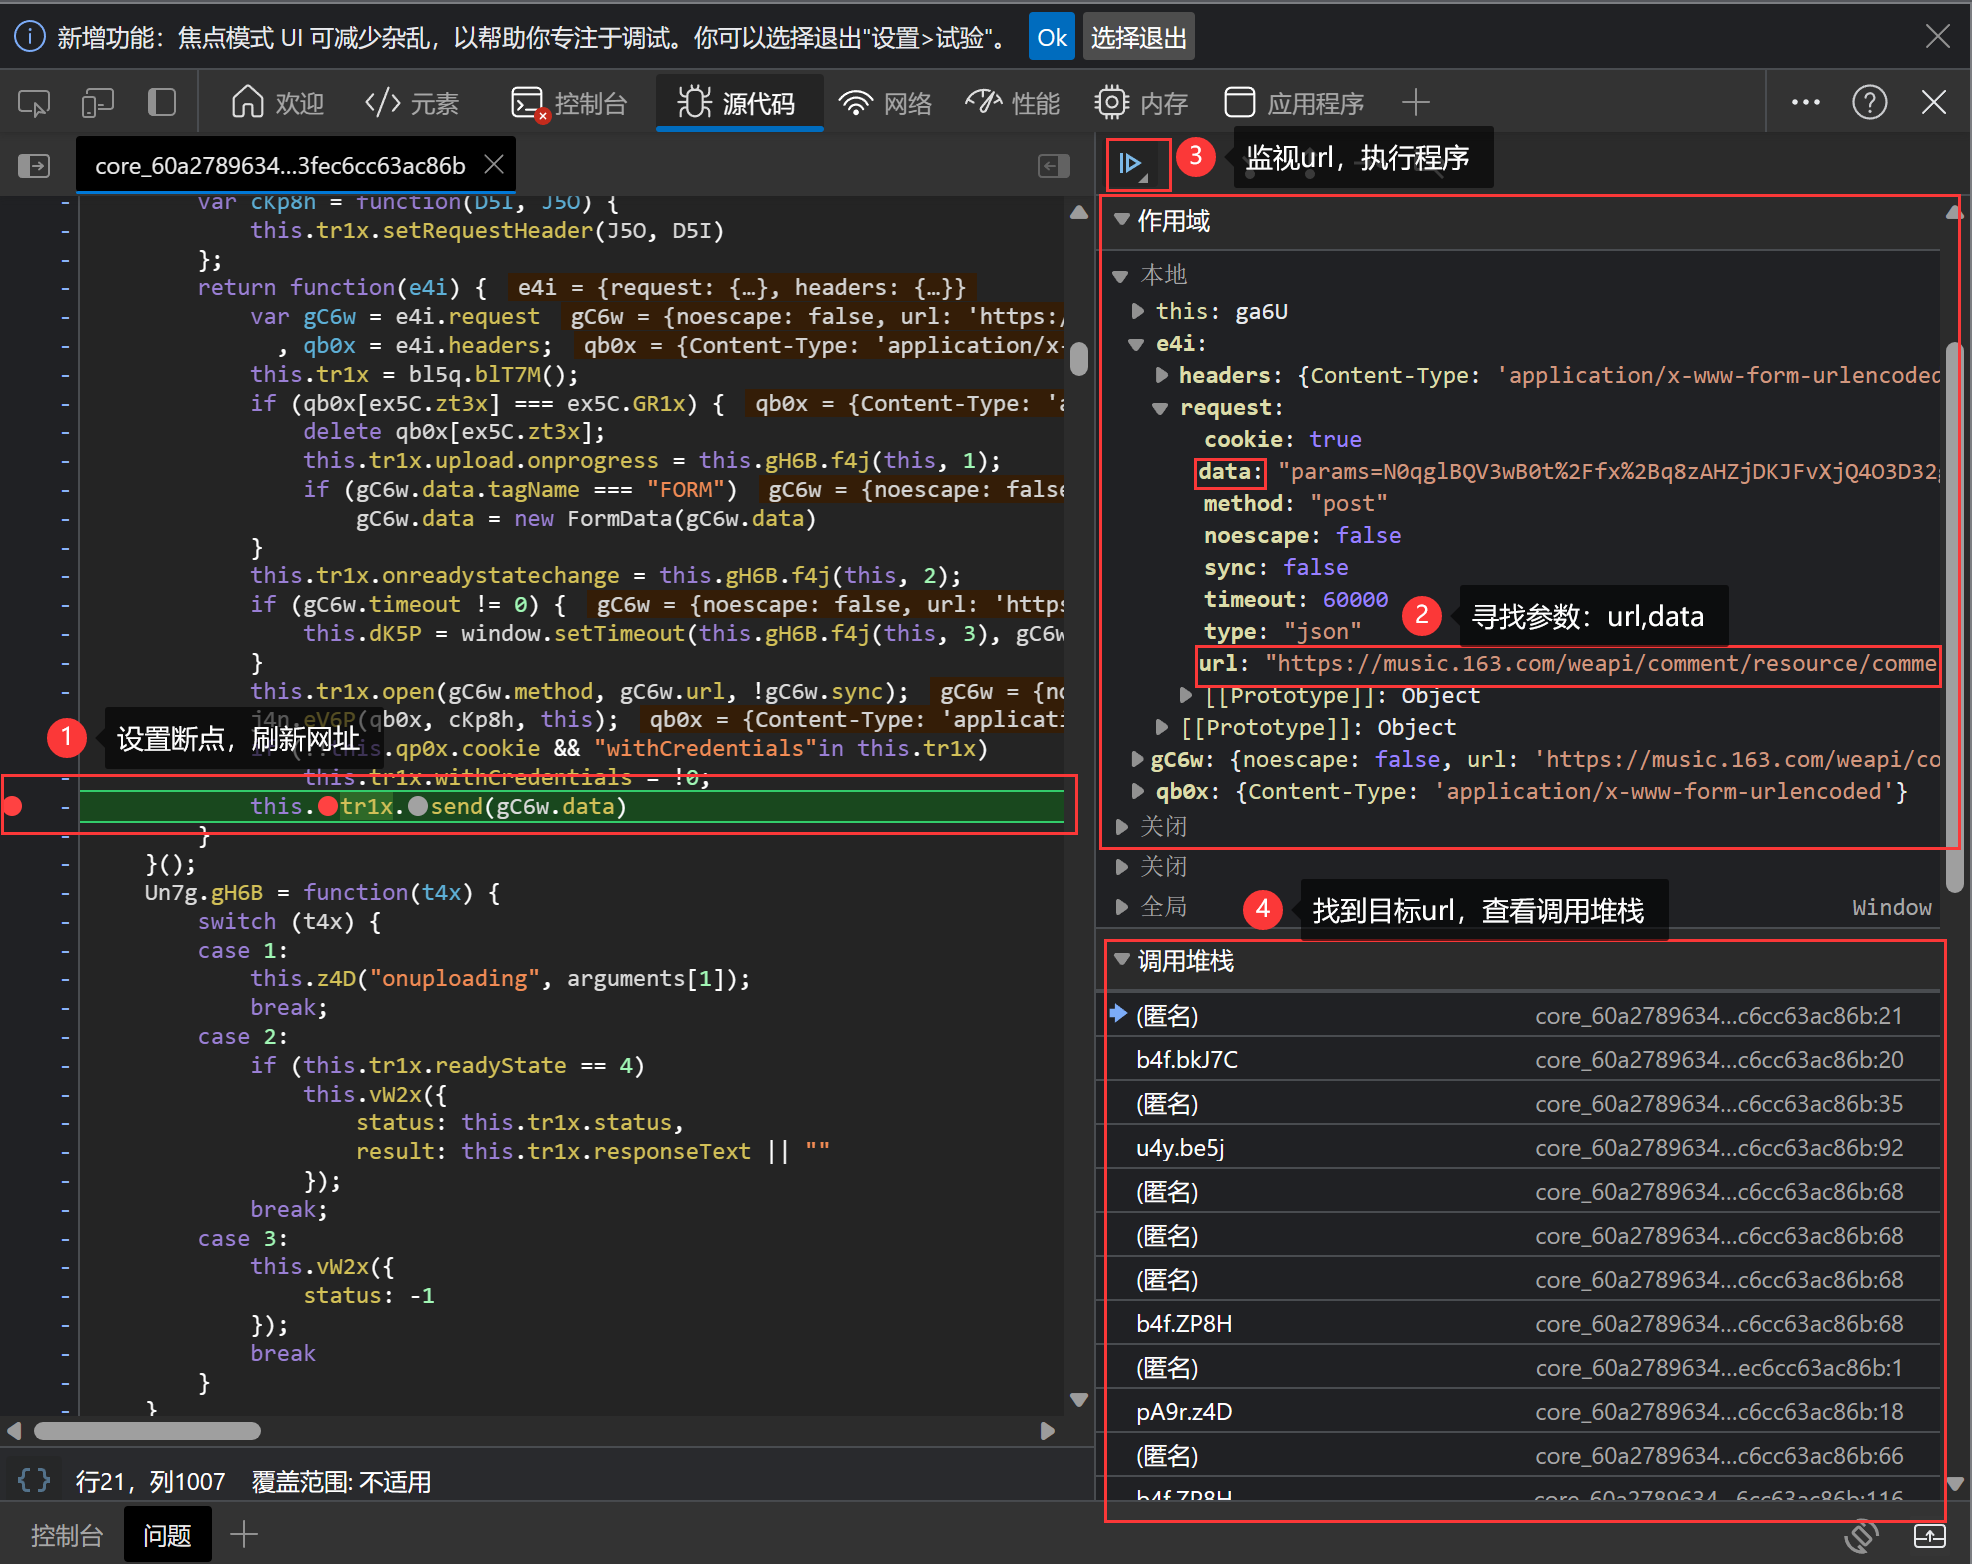 新增功能：焦点模式 UI 可减少杂乱，以帮助你专注于调试。你可以选择退出"设置>试验"。 Ok 选择退出
欢迎 元素 控制台 源代码 网络 性能 内存 应用程序
core_60a2789634...3fec6cc63ac86b
var cKp8h = function(D5I, J5O) {
this.tr1x.setRequestHeader(J5O, D5I)
};
return function(e4i) { e4i = {request: {…}, headers: {…}}
var gC6w = e4i.request gC6w = {noescape: false, url: 'https:/
, qb0x = e4i.headers; qb0x = {Content-Type: 'application/x-
this.tr1x = bl5q.blT7M();
if (qb0x[ex5C.zt3x] === ex5C.GR1x) { qb0x = {Content-Type: 'a
delete qb0x[ex5C.zt3x];
this.tr1x.upload.onprogress = this.gH6B.f4j(this, 1);
if (gC6w.data.tagName === "FORM") gC6w = {noescape: false
gC6w.data = new FormData(gC6w.data)
}
this.tr1x.onreadystatechange = this.gH6B.f4j(this, 2);
if (gC6w.timeout != 0) { gC6w = {noescape: false, url: 'https
this.dK5P = window.setTimeout(this.gH6B.f4j(this, 3), gC6w
}
this.tr1x.open(gC6w.method, gC6w.url, !gC6w.sync); gC6w = {no
j4n.eV6P(qb0x, cKp8h, this); qb0x = {Content-Type: 'applicati
1 设置断点，刷新网址
.qp0x.cookie && "withCredentials"in this.tr1x)
this.tr1x.withCredentials = !0;
this.tr1x.send(gC6w.data)
}
}();
Un7g.gH6B = function(t4x) {
switch (t4x) {
case 1:
this.z4D("onuploading", arguments[1]);
break;
case 2:
if (this.tr1x.readyState == 4)
this.vW2x({
status: this.tr1x.status,
result: this.tr1x.responseText || ""
});
break;
case 3:
this.vW2x({
status: -1
});
break
}
}
行21，列1007 覆盖范围: 不适用
控制台 问题
3 监视url，执行程序
作用域
本地
this: ga6U
e4i:
headers: {Content-Type: 'application/x-www-form-urlencoded
request:
cookie: true
data: "params=N0qglBQV3wB0t%2Ffx%2Bq8zAHZjDKJFvXjQ4O3D32g
method: "post"
noescape: false
sync: false
timeout: 60000
2 寻找参数：url,data
type: "json"
url: "https://music.163.com/weapi/comment/resource/comme
[[Prototype]]: Object
[[Prototype]]: Object
gC6w: {noescape: false, url: 'https://music.163.com/weapi/co
qb0x: {Content-Type: 'application/x-www-form-urlencoded'}
关闭
关闭
全局 Window
4 找到目标url，查看调用堆栈
调用堆栈
(匿名) core_60a2789634...c6cc63ac86b:21
b4f.bkJ7C core_60a2789634...c6cc63ac86b:20
(匿名) core_60a2789634...c6cc63ac86b:35
u4y.be5j core_60a2789634...c6cc63ac86b:92
(匿名) core_60a2789634...c6cc63ac86b:68
(匿名) core_60a2789634...c6cc63ac86b:68
(匿名) core_60a2789634...c6cc63ac86b:68
b4f.ZP8H core_60a2789634...c6cc63ac86b:68
(匿名) core_60a2789634...ec6cc63ac86b:1
pA9r.z4D core_60a2789634...c6cc63ac86b:18
(匿名) core_60a2789634...c6cc63ac86b:66
b4f.ZP8H core_60a2789634...6cc63ac86b:116